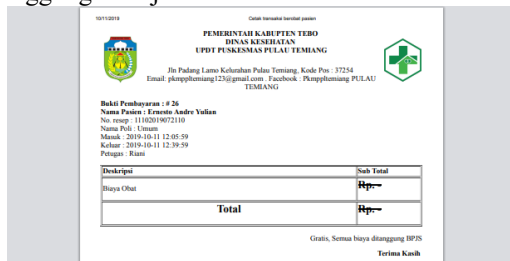 10/11/2019
Cetak transaksi berobat pasien
PEMERINTAH KABUPTEN TEBO
DINAS KESEHATAN
UPDT PUSKESMAS PULAU TEMIANG
Jln Padang Lamo Kelurahan Pulau Temiang, Kode Pos : 37254
Email: pkmppltemiang123@gmail.com . Facebook : Pkmppltemiang PULAU
TEMIANG
Bukti Pembayaran : # 26
Nama Pasien : Ernesto Andre Yulian
No. resep : 11102019072110
Nama Poli : Umum
Masuk : 2019-10-11 12:05:59
Keluar : 2019-10-11 12:39:59
Petugas : Riani
Deskripsi Sub Total
Biaya Obat Rp. -
Total Rp. -
Gratis, Semua biaya ditanggung BPJS
Terima Kasih